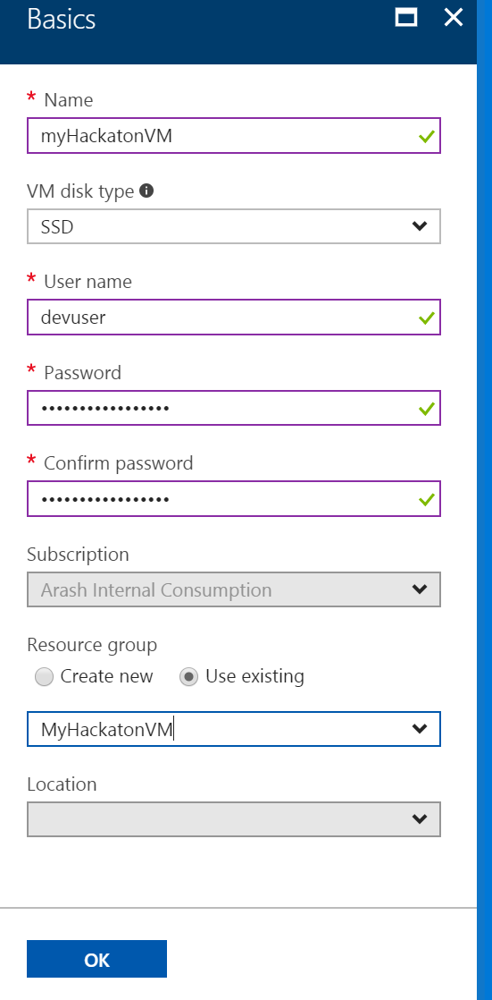 Basics
* Name
myHackatonVM
VM disk type
SSD
* User name
devuser
* Password
•••••••••••••••••
* Confirm password
•••••••••••••••••
Subscription
Arash Internal Consumption
Resource group
Create new Use existing
MyHackatonVM
Location
OK